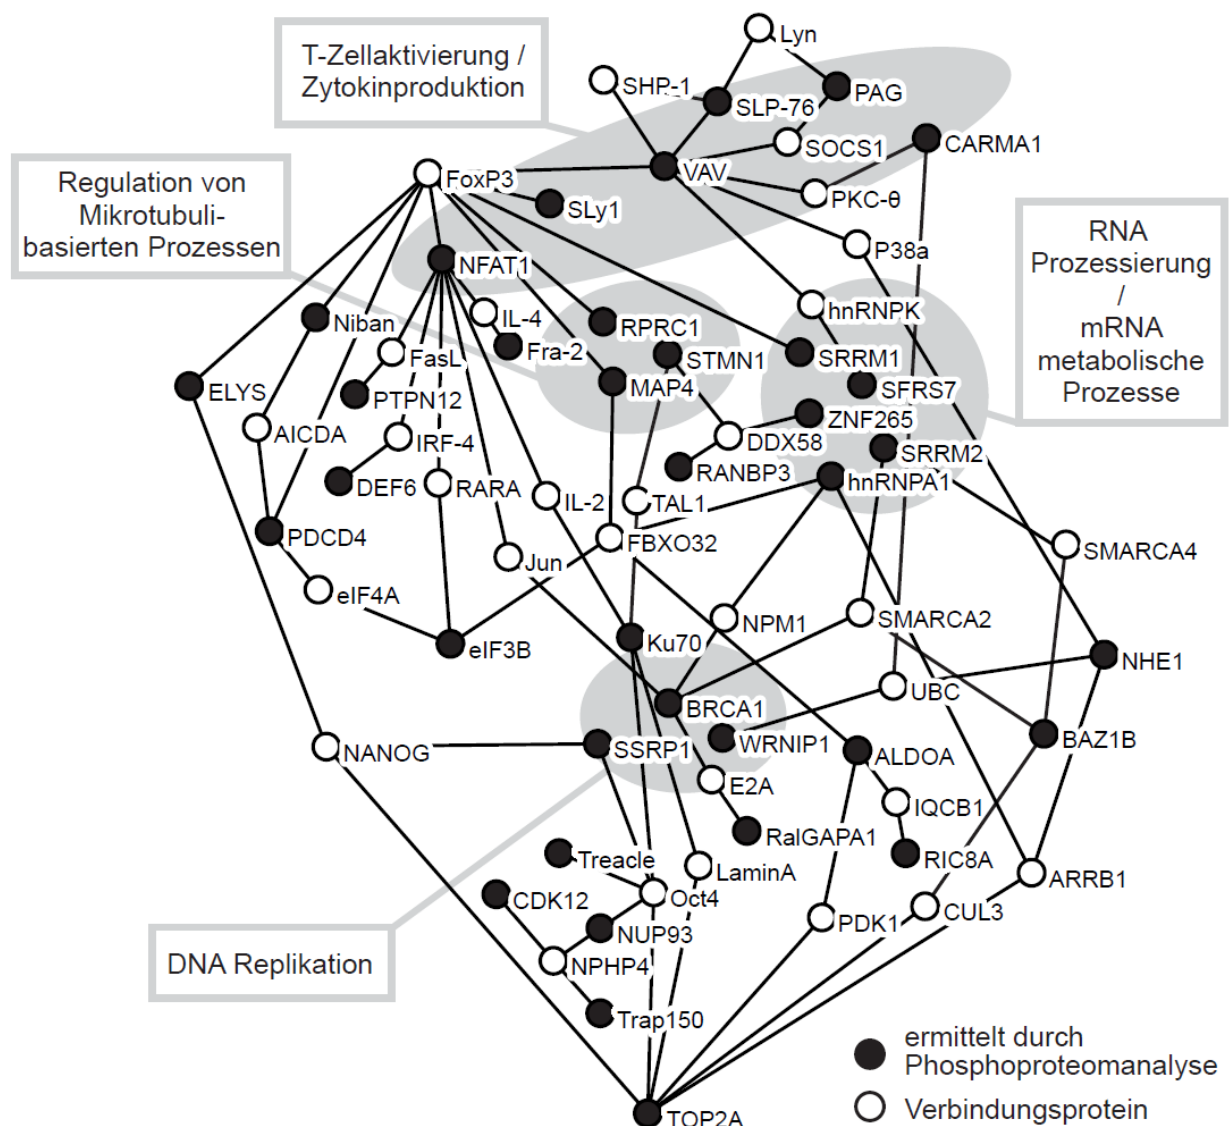 Lyn
T-Zellaktivierung /
Zytokinproduktion
SHP-1
SLP-76
PAG
SOCS1
CARMA1
VAV
FoxP3
PKC-θ
SLy1
Regulation von
Mikrotubuli-
basierten Prozessen
RNA
Prozessierung
/
mRNA
metabolische
Prozesse
P38a
NFAT1
hnRNPK
IL-4
Niban
RPRC1
Fra-2
FasL
STMN1
SRRM1
ELYS
MAP4
SFRS7
PTPN12
ZNF265
AICDA
IRF-4
DDX58
SRRM2
RANBP3
hnRNPA1
DEF6
RARA
IL-2
TAL1
PDCD4
FBXO32
SMARCA4
Jun
eIF4A
NPM1
SMARCA2
eIF3B
Ku70
NHE1
UBC
BRCA1
WRNIP1
BAZ1B
NANOG
SSRP1
ALDOA
E2A
IQCB1
RalGAPA1
Treacle
RIC8A
LaminA
ARRB1
CDK12
Oct4
CUL3
PDK1
NUP93
DNA Replikation
NPHP4
Trap150
ermittelt durch
Phosphoproteomanalyse
Verbindungsprotein
TOP2A